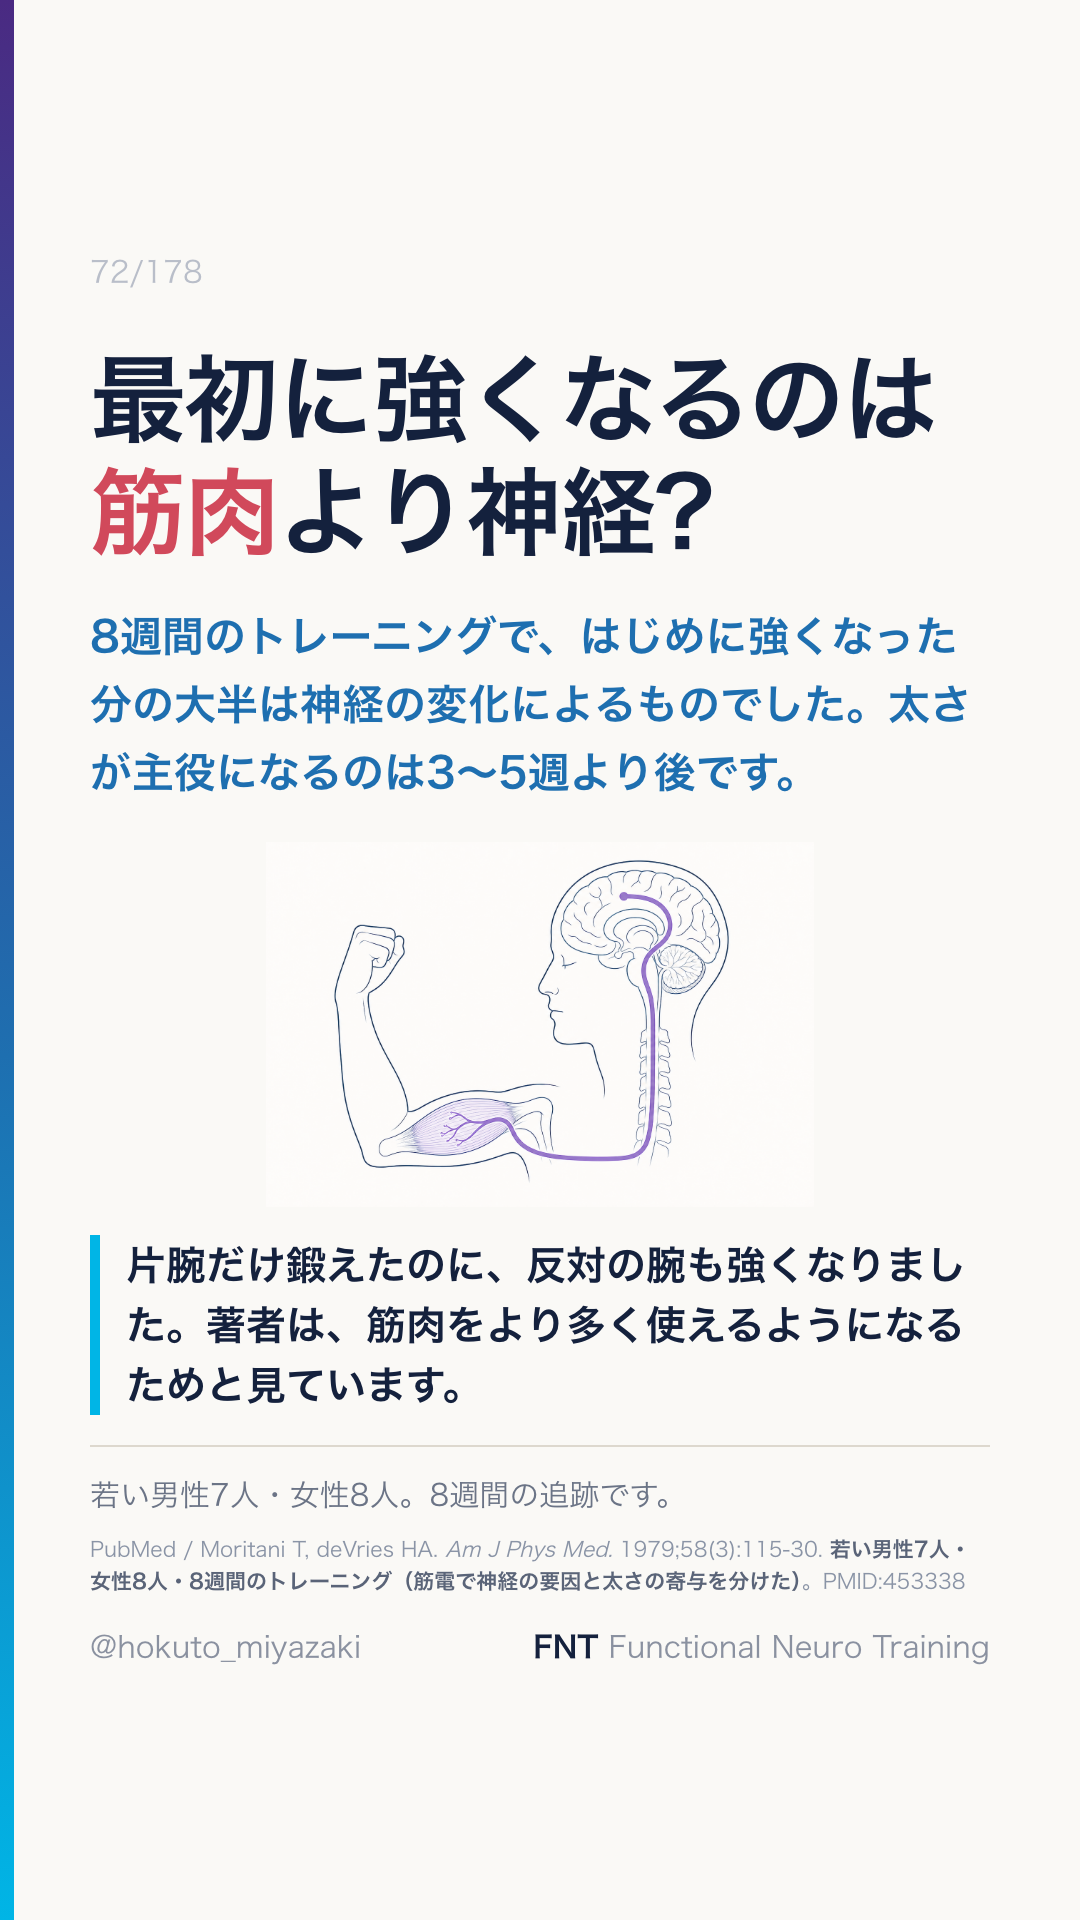 72/178
最初に強くなるのは
筋肉より神経?
8週間のトレーニングで、はじめに強くなった
分の大半は神経の変化によるものでした。太さ
が主役になるのは3〜5週より後です。
片腕だけ鍛えたのに、反対の腕も強くなりまし
た。著者は、筋肉をより多く使えるようになる
ためと見ています。
若い男性7人・女性8人。8週間の追跡です。
PubMed / Moritani T, deVries HA. Am J Phys Med. 1979;58(3):115-30. 若い男性7人・
女性8人・8週間のトレーニング（筋電で神経の要因と太さの寄与を分けた）。PMID:453338
@hokuto_miyazaki
FNT Functional Neuro Training